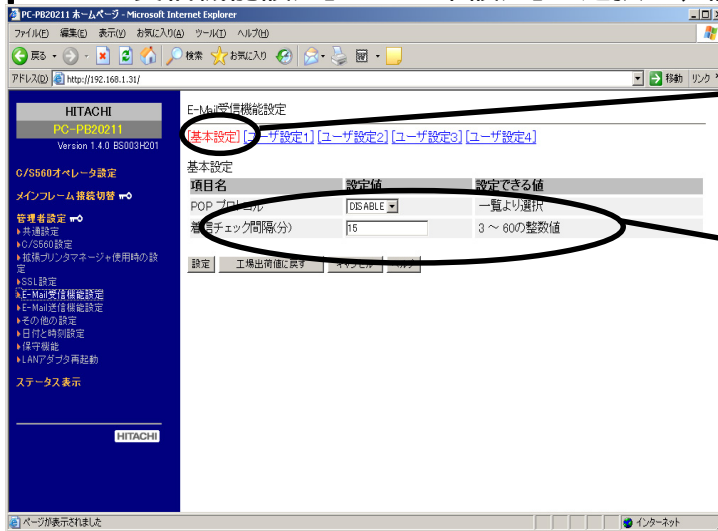 PC-PB20211 ホームページ - Microsoft Internet Explorer
ファイル(F) 編集(E) 表示(V) お気に入り(A) ツール(T) ヘルプ(H)
戻る 検索 お気に入り
アドレス(D) http://192.168.1.31/ 移動 リンク »
HITACHI
PC-PB20211
Version 1.4.0 BS003H201
C/S560オペレータ設定
メインフレーム接続切替
管理者設定
共通設定
C/S560設定
拡張プリンタマネージャ使用時の設
定
SSL設定
E-Mail受信機能設定
E-Mail送信機能設定
その他の設定
日付と時刻設定
保守機能
LANアダプタ再起動
ステータス表示
HITACHI
E-Mail受信機能設定
[基本設定] [ユーザ設定1] [ユーザ設定2] [ユーザ設定3] [ユーザ設定4]
基本設定
項目名 設定値 設定できる値
POP プロトコル DISABLE 一覧より選択
着信チェック間隔(分) 15 3 ～ 60の整数値
設定 工場出荷値に戻す キャンセル ヘルプ
ページが表示されました インターネット